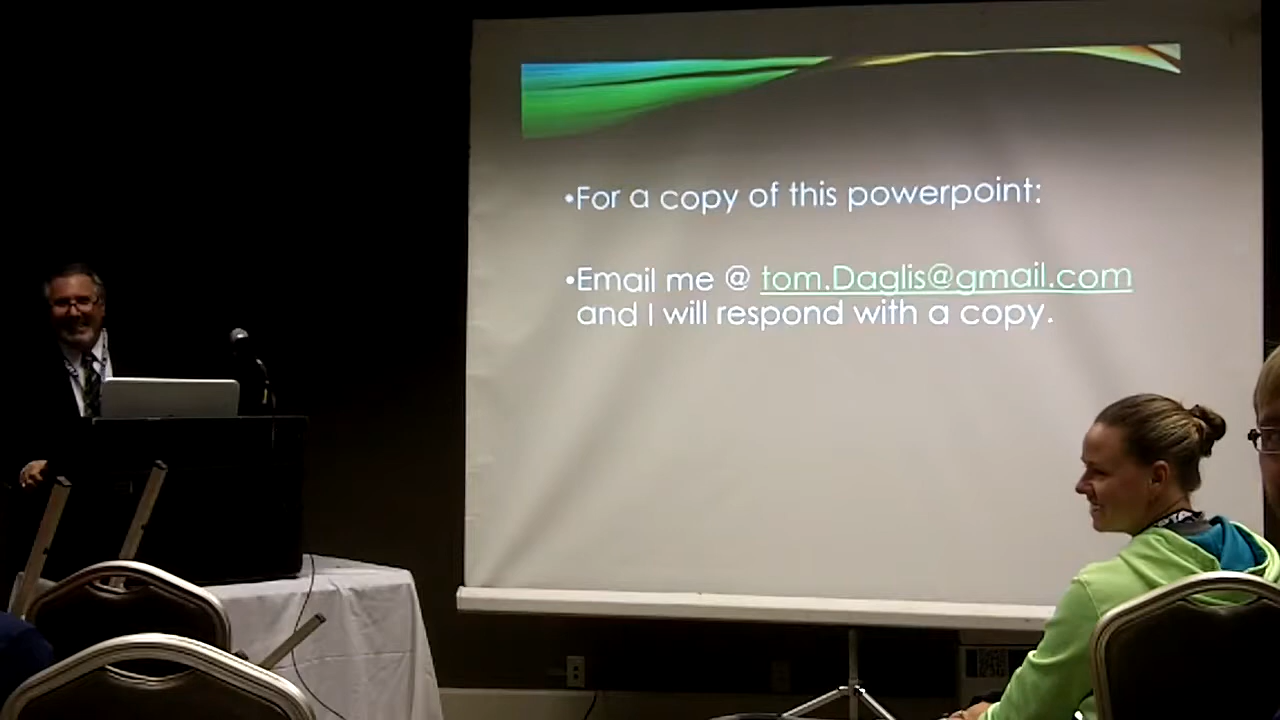 •For a copy of this powerpoint:
•Email me @ tom.Daglis@gmail.com
and I will respond with a copy.